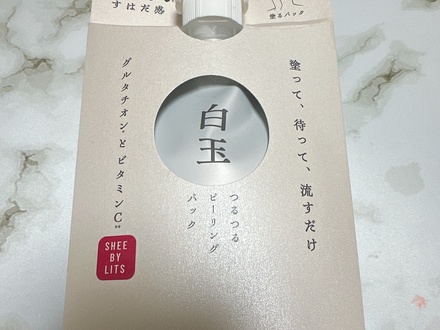 塗るパック
はだ感
す
塗って、待って、流すだけ
白玉
つるつる
ピーリング
パック
グルタチオン*とビタミンC**
SHEE
BY
LITS